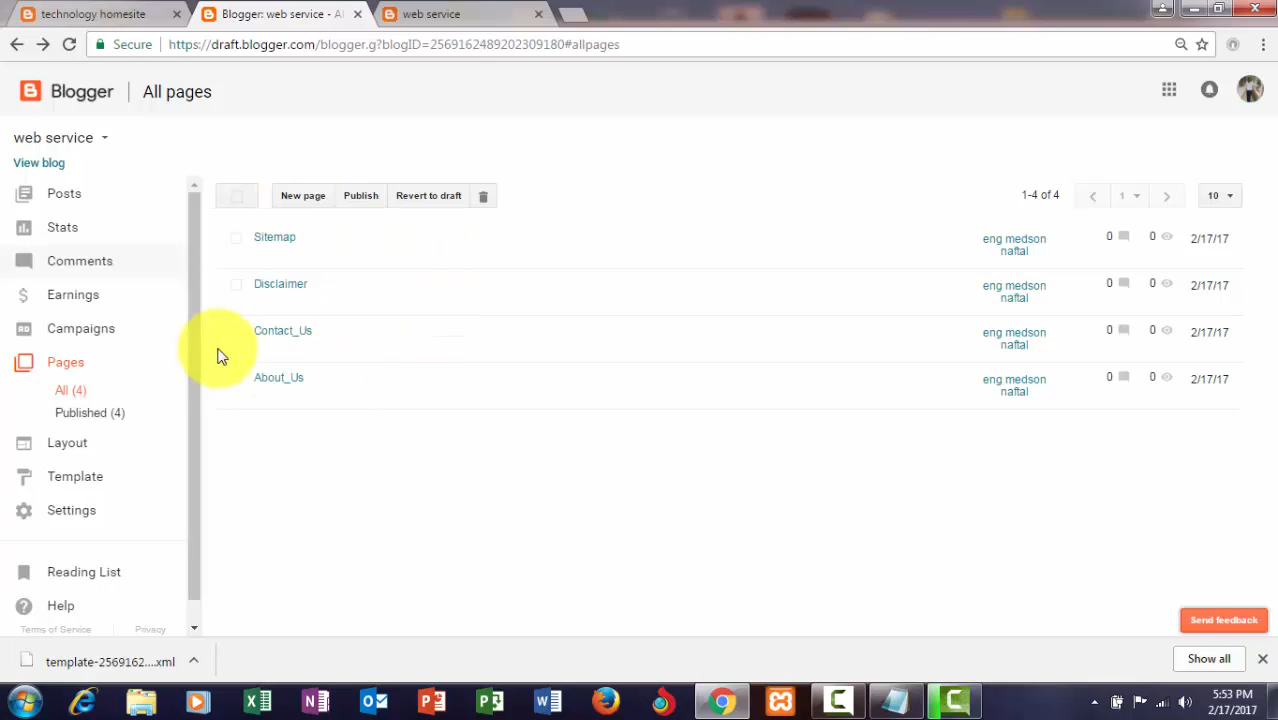 technology homesite
Blogger: web service - Al
web service
Secure
https://draft.blogger.com/blogger.g?blogID=2569162489202309180#allpages
Blogger
All pages
web service
View blog
Posts
Stats
Comments
Earnings
Campaigns
Pages
All (4)
Published (4)
Layout
Template
Settings
Reading List
Help
Terms of Service
Privacy
New page
Publish
Revert to draft
1-4 of 4
1
10
Sitemap
eng medson
naftal
0
0
2/17/17
Disclaimer
eng medson
naftal
0
0
2/17/17
Contact_Us
eng medson
naftal
0
0
2/17/17
About_Us
eng medson
naftal
0
0
2/17/17
Send feedback
template-2569162....xml
Show all
5:53 PM
2/17/2017